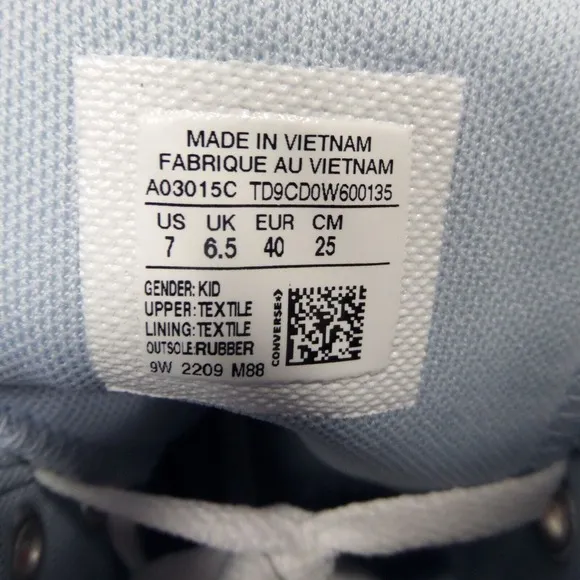 MADE IN VIETNAM
FABRIQUE AU VIETNAM
A03015C TD9CD0W600135
US UK EUR CM
7 6.5 40 25
GENDER: KID
UPPER: TEXTILE
LINING: TEXTILE
OUTSOLE: RUBBER
9W 2209 M88
CONVERSE